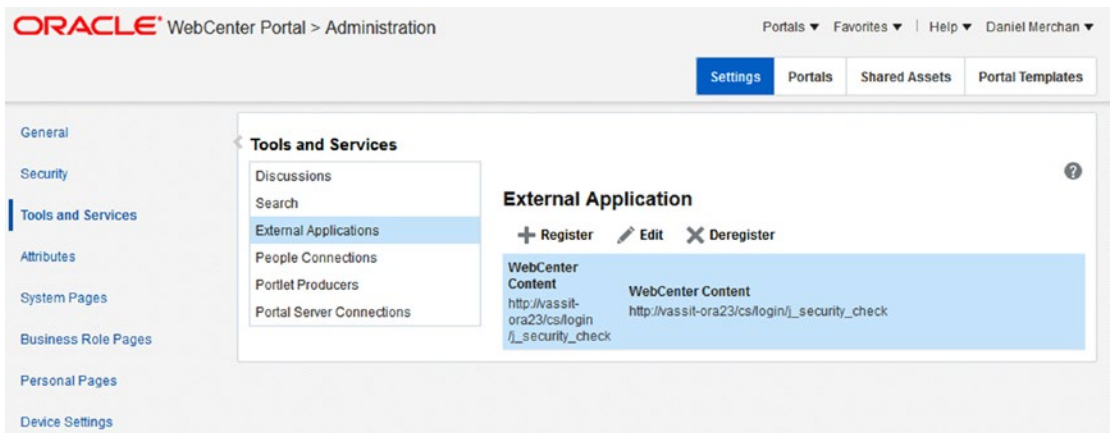 ORACLE WebCenter Portal > Administration
Portals ▼ Favorites ▼ | Help ▼ Daniel Merchan ▼
Settings Portals Shared Assets Portal Templates
General
Security
Tools and Services
Attributes
System Pages
Business Role Pages
Personal Pages
Device Settings
Tools and Services
Discussions
Search
External Applications
People Connections
Portlet Producers
Portal Server Connections
?
External Application
Register Edit Deregister
WebCenter
Content
http://vassit-
ora23/cs/login
/j_security_check
WebCenter Content
http://vassit-ora23/cs/login/j_security_check